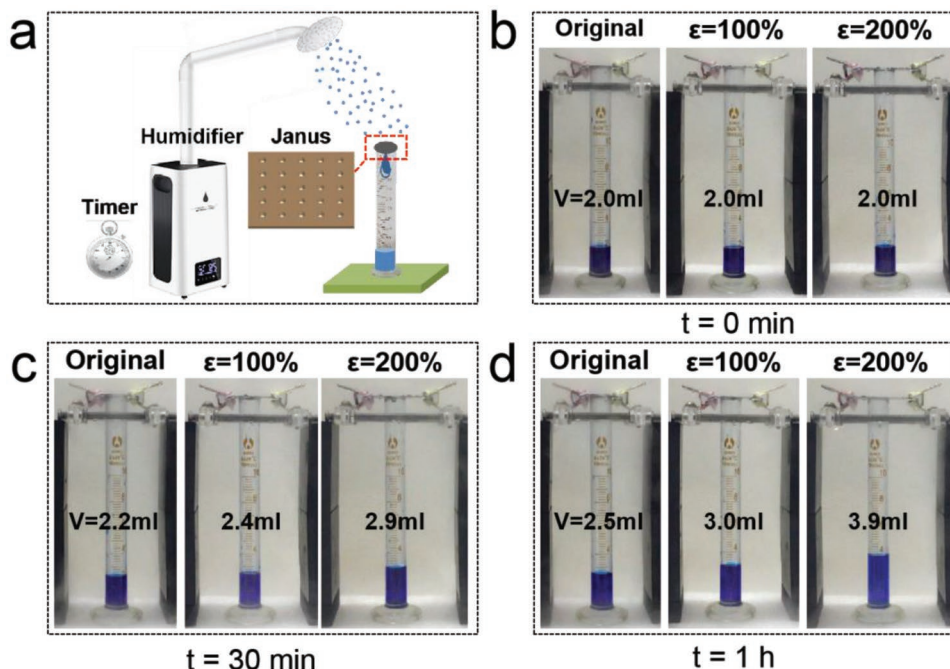 a
Humidifier
Janus
Timer
b
Original ε=100% ε=200%
V=2.0ml 2.0ml 2.0ml
t = 0 min
c
Original ε=100% ε=200%
V=2.2ml 2.4ml 2.9ml
t = 30 min
d
Original ε=100% ε=200%
V=2.5ml 3.0ml 3.9ml
t = 1 h